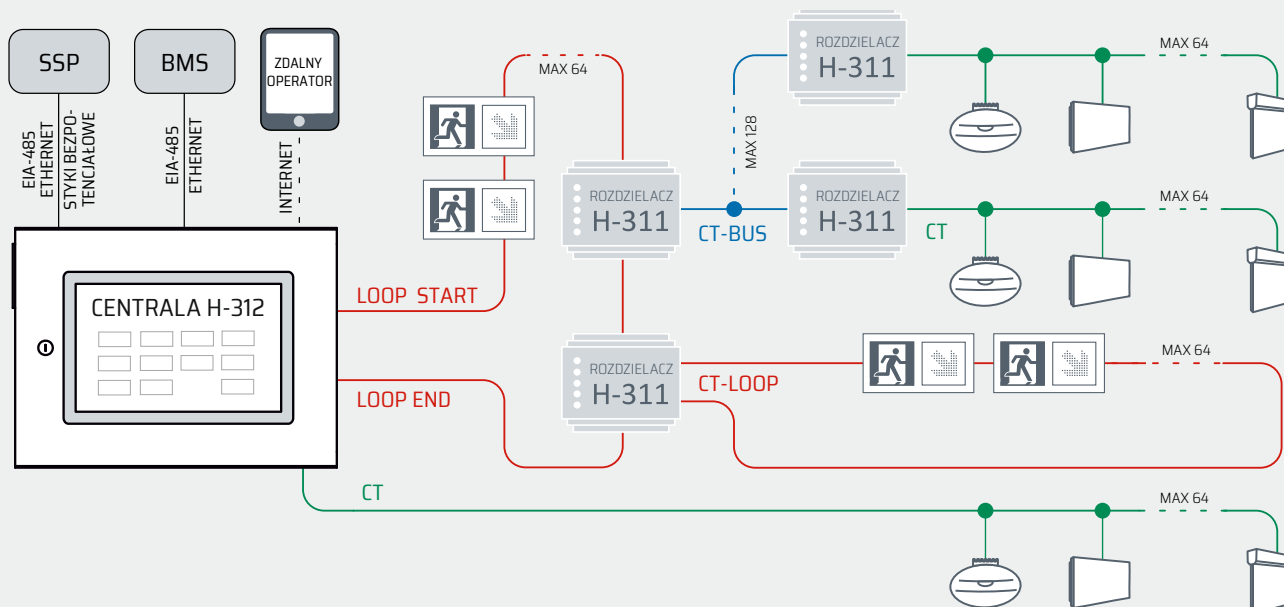 SSP
BMS
ZDALNY
OPERATOR
EIA-485
ETHERNET
STYKI BEZPO-
TENCJAŁOWE
EIA-485
ETHERNET
INTERNET
CENTRALA H-312
LOOP START
LOOP END
CT
MAX 64
ROZDZIELACZ
H-311
ROZDZIELACZ
H-311
CT-BUS
MAX 128
CT-LOOP
ROZDZIELACZ
H-311
MAX 64
ROZDZIELACZ
H-311
CT
MAX 64
MAX 64
MAX 64